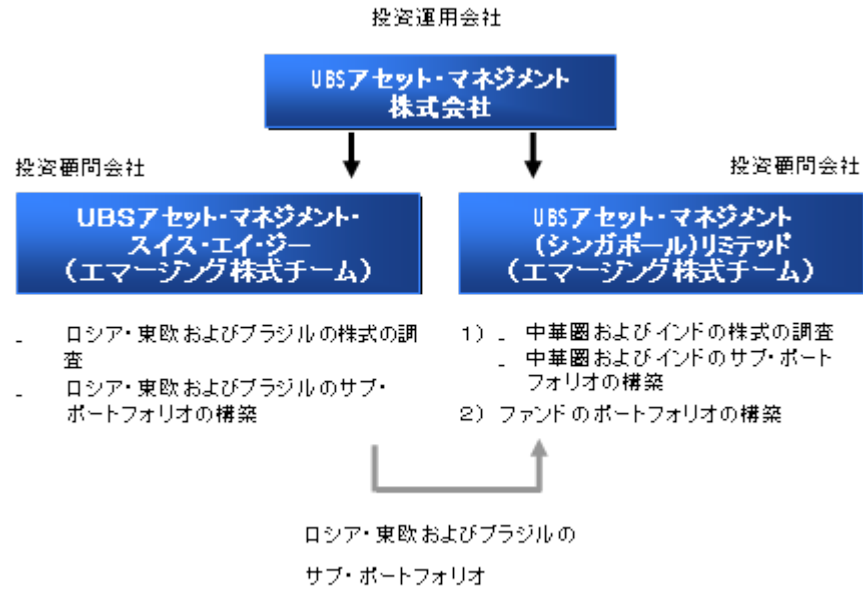 投資運用会社
UBSアセット・マネジメント
株式会社
投資顧問会社
投資顧問会社
UBSアセット・マネジメント・
スイス・エイ・ジー
（エマージング株式チーム）
UBSアセット・マネジメント
（シンガポール）リミテッド
（エマージング株式チーム）
- ロシア・東欧およびブラジルの株式の調
査
- ロシア・東欧およびブラジルのサブ・
ポートフォリオの構築
1） - 中華圏およびインドの株式の調査
- 中華圏およびインドのサブ・ポート
フォリオの構築
2） ファンドのポートフォリオの構築
ロシア・東欧およびブラジルの
サブ・ポートフォリオ